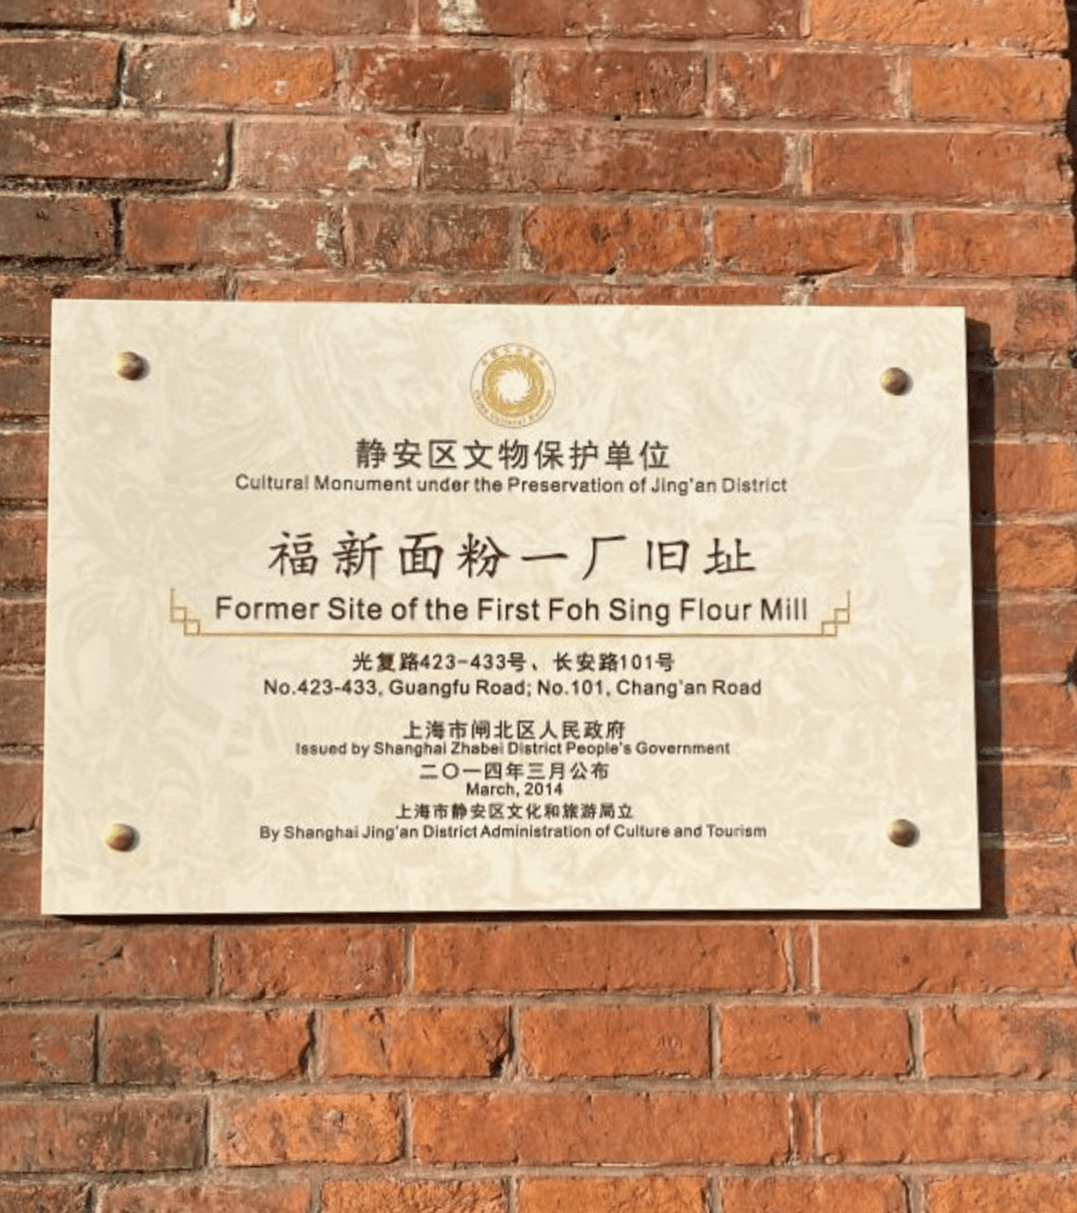 静安区文物保护单位
Cultural Monument under the Preservation of Jing'an District
福新面粉一厂旧址
Former Site of the First Foh Sing Flour Mill
光复路423-433号、长安路101号
No.423-433, Guangfu Road; No.101, Chang'an Road
上海市闸北区人民政府
Issued by Shanghai Zhabei District People's Government
二〇一四年三月公布
March, 2014
上海市静安区文化和旅游局立
By Shanghai Jing'an District Administration of Culture and Tourism